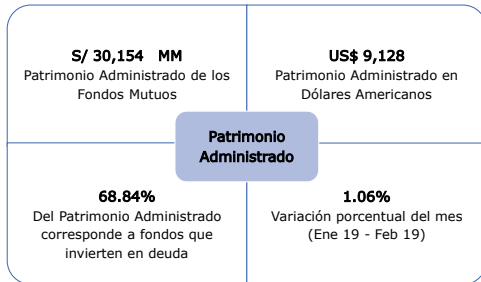 S/ 30,154 MM
Patrimonio Administrado de los
Fondos Mutuos
US$ 9,128
Patrimonio Administrado en
Dólares Americanos
Patrimonio
Administrado
68.84%
Del Patrimonio Administrado
corresponde a fondos que
invierten en deuda
1.06%
Variación porcentual del mes
(Ene 19 - Feb 19)